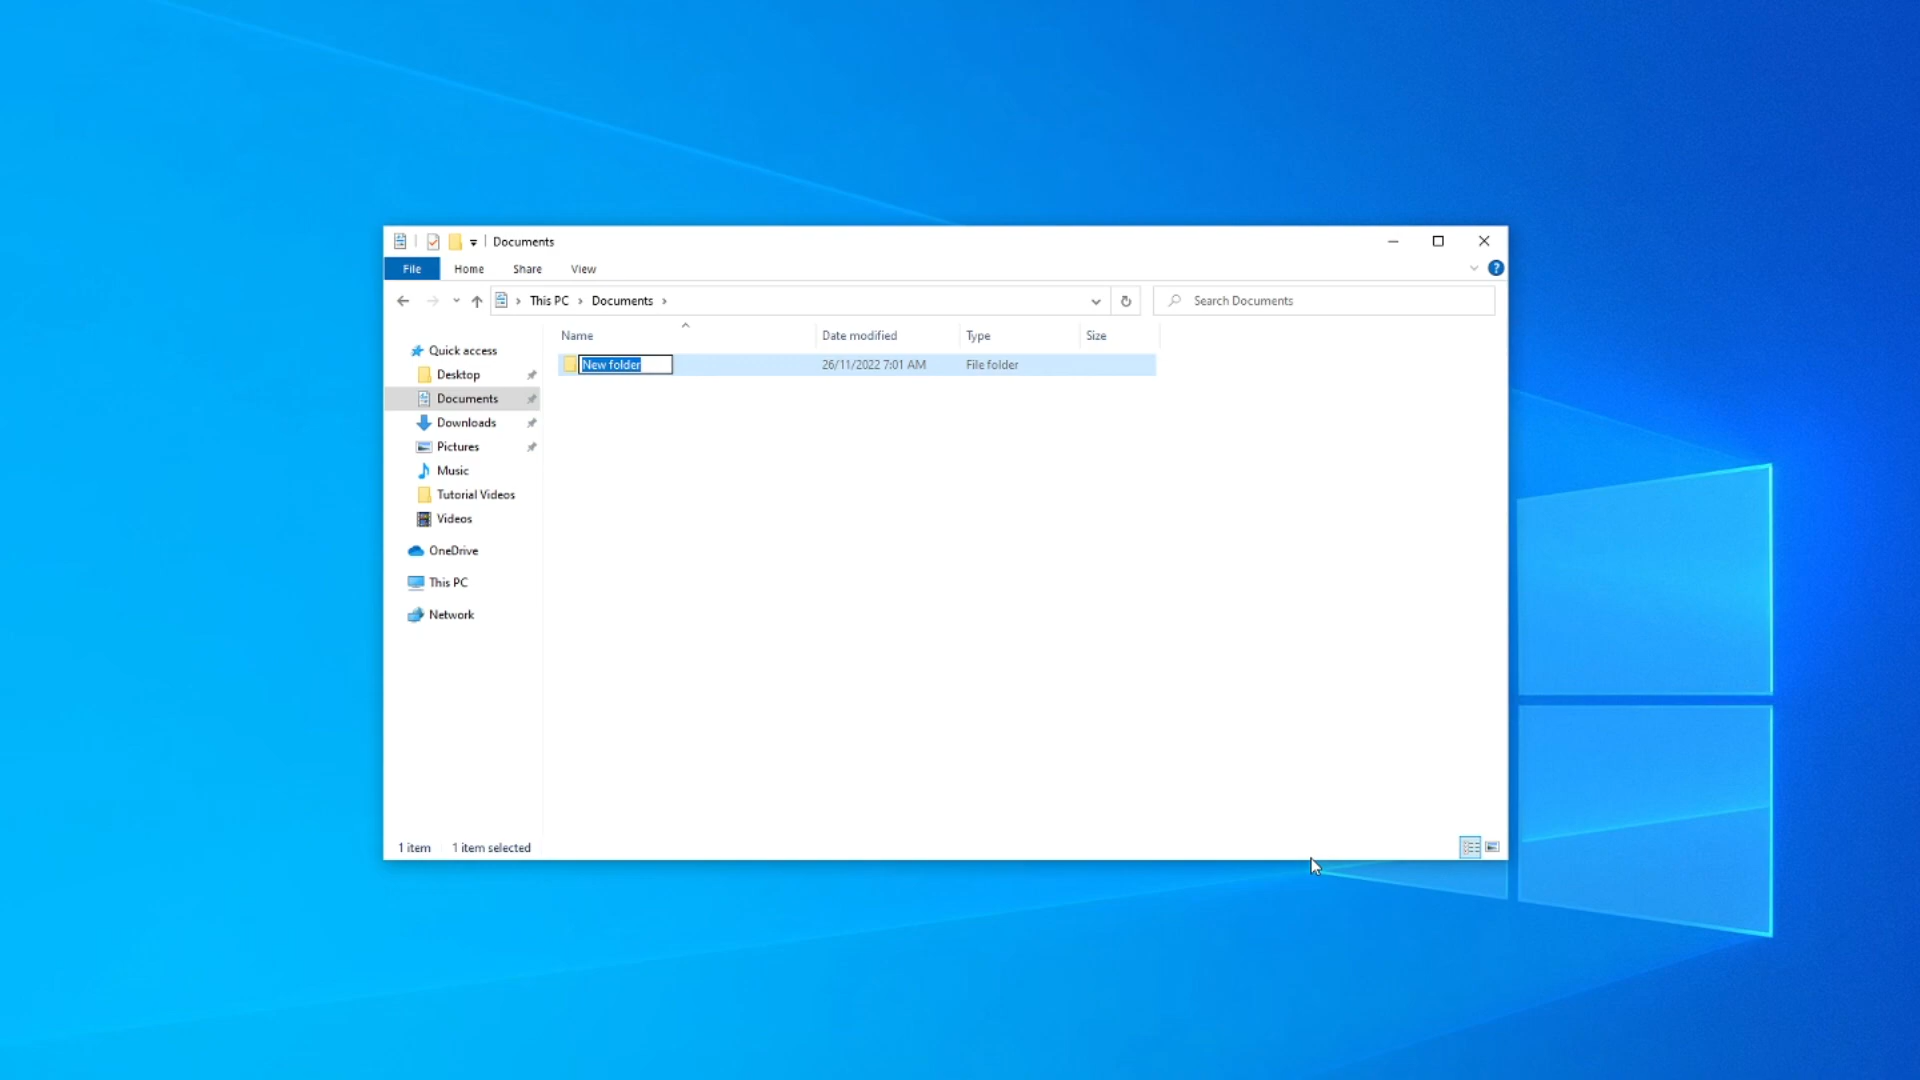 Documents
File Home Share View
This PC Documents Search Documents
Name Date modified Type Size
Quick access
New folder 26/11/2022 7:01 AM File folder
Desktop
Documents
Downloads
Pictures
Music
Tutorial Videos
Videos
OneDrive
This PC
Network
1 item 1 item selected